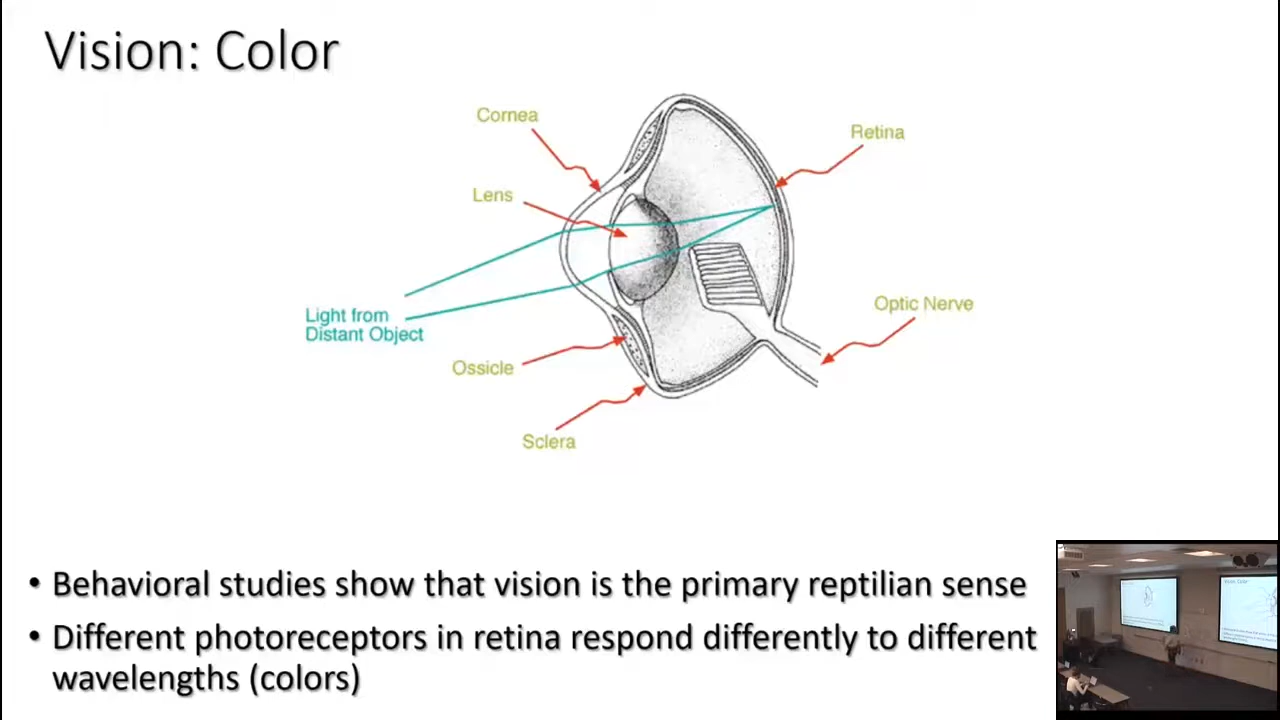 Vision: Color
Cornea
Retina
Lens
Light from
Distant Object
Optic Nerve
Ossicle
Sclera
• Behavioral studies show that vision is the primary reptilian sense
• Different photoreceptors in retina respond differently to different
wavelengths (colors)